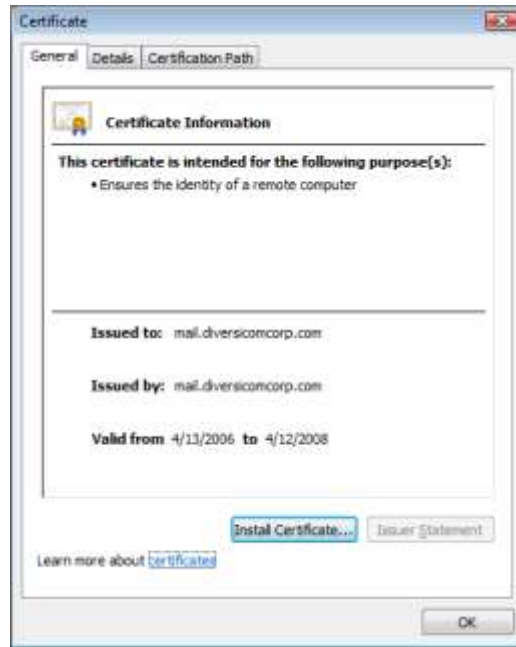 Certificate
General Details Certification Path
Certificate Information
This certificate is intended for the following purpose(s):
• Ensures the identity of a remote computer
Issued to: mail.diversicomcorp.com
Issued by: mail.diversicomcorp.com
Valid from 4/13/2006 to 4/12/2008
Install Certificate... Issuer Statement
Learn more about certificates
OK